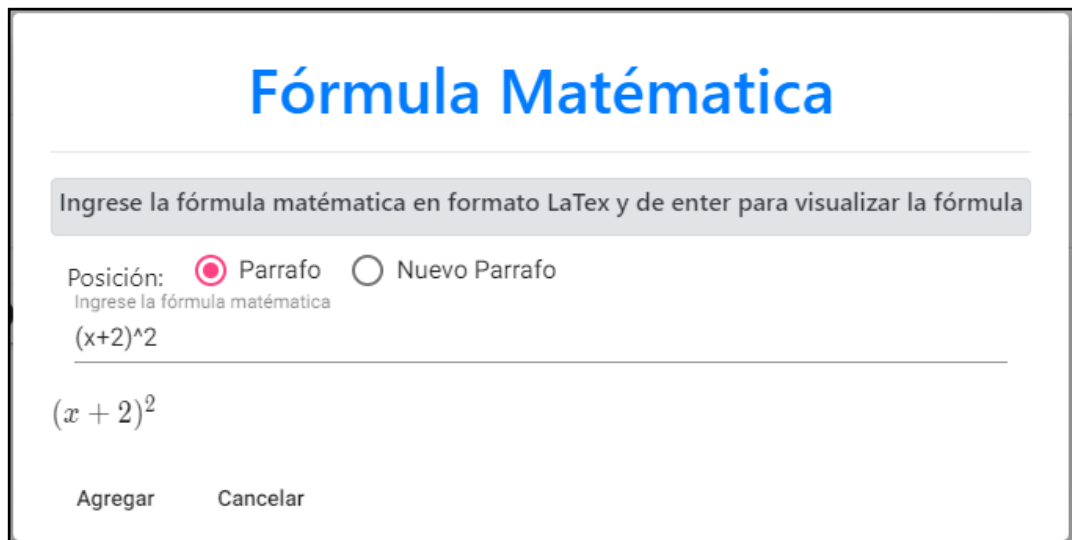 Fórmula Matématica
Ingrese la fórmula matématica en formato LaTex y de enter para visualizar la fórmula
Posición: Parrafo Nuevo Parrafo
Ingrese la fórmula matématica
(x+2)^2
(x + 2)²
Agregar Cancelar